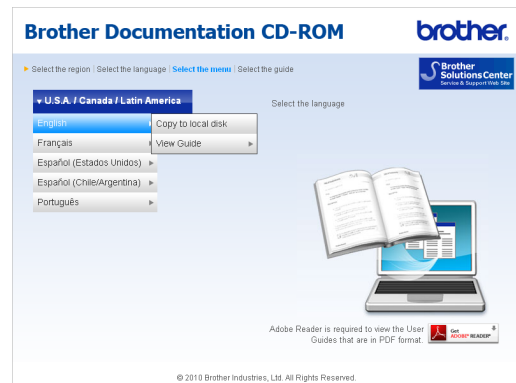 Brother Documentation CD-ROM
brother®
Select the region | Select the language | Select the menu | Select the guide
Brother
Solutions Center
Service & Support Web Site
U.S.A. / Canada / Latin America
Select the language
English
Copy to local disk
Français
View Guide
Español (Estados Unidos)
Español (Chile/Argentina)
Português
Adobe Reader is required to view the User
Guides that are in PDF format.
Get
ADOBE® READER®
© 2010 Brother Industries, Ltd. All Rights Reserved.